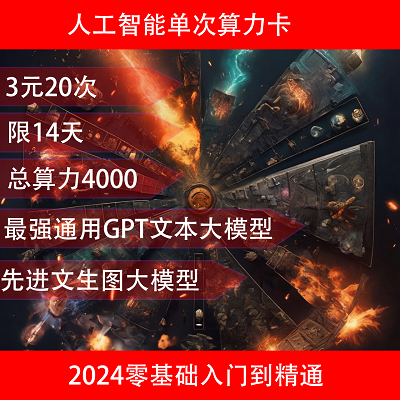 人工智能单次算力卡
3元20次
限14天
总算力4000
最强通用GPT文本大模型
先进文生图大模型
2024零基础入门到精通